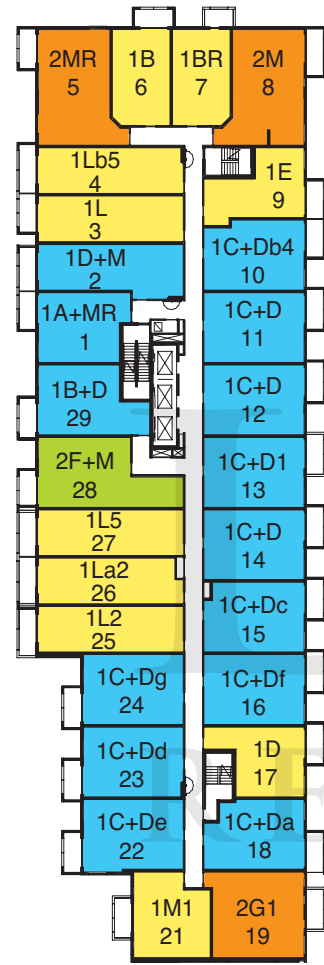 2MR
5
1B
6
1BR
7
2M
8
1Lb5
4
1E
9
1L
3
1D+M
2
1C+Db4
10
1A+MR
1
1C+D
11
1B+D
29
1C+D
12
2F+M
28
1C+D1
13
1L5
27
1C+D
14
1La2
26
1C+Dc
15
1L2
25
1C+Dg
24
1C+Df
16
1C+Dd
23
1D
17
1C+De
22
1C+Da
18
1M1
21
2G1
19
L
RE